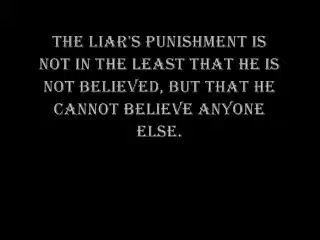 THE LIAR'S PUNISHMENT IS
NOT IN THE LEAST THAT HE IS
NOT BELIEVED, BUT THAT HE
CANNOT BELIEVE ANYONE
ELSE.